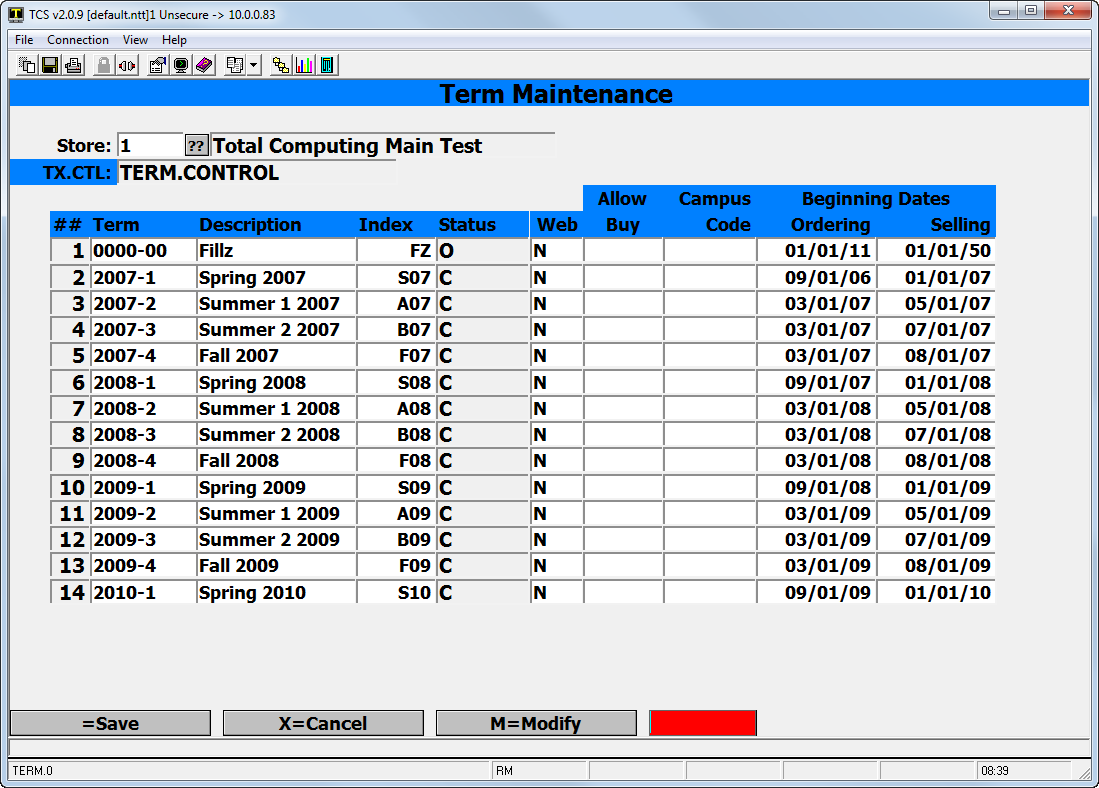 TCS v2.0.9 [default.ntt]1 Unsecure -> 10.0.0.83
File Connection View Help
Term Maintenance
Store: 1 ?? Total Computing Main Test
TX.CTL: TERM.CONTROL
Allow Campus Beginning Dates
## Term Description Index Status Web Buy Code Ordering Selling
1 0000-00 Fillz FZ O N 01/01/11 01/01/50
2 2007-1 Spring 2007 S07 C N 09/01/06 01/01/07
3 2007-2 Summer 1 2007 A07 C N 03/01/07 05/01/07
4 2007-3 Summer 2 2007 B07 C N 03/01/07 07/01/07
5 2007-4 Fall 2007 F07 C N 03/01/07 08/01/07
6 2008-1 Spring 2008 S08 C N 09/01/07 01/01/08
7 2008-2 Summer 1 2008 A08 C N 03/01/08 05/01/08
8 2008-3 Summer 2 2008 B08 C N 03/01/08 07/01/08
9 2008-4 Fall 2008 F08 C N 03/01/08 08/01/08
10 2009-1 Spring 2009 S09 C N 09/01/08 01/01/09
11 2009-2 Summer 1 2009 A09 C N 03/01/09 05/01/09
12 2009-3 Summer 2 2009 B09 C N 03/01/09 07/01/09
13 2009-4 Fall 2009 F09 C N 03/01/09 08/01/09
14 2010-1 Spring 2010 S10 C N 09/01/09 01/01/10
=Save X=Cancel M=Modify
TERM.0 RM 08:39